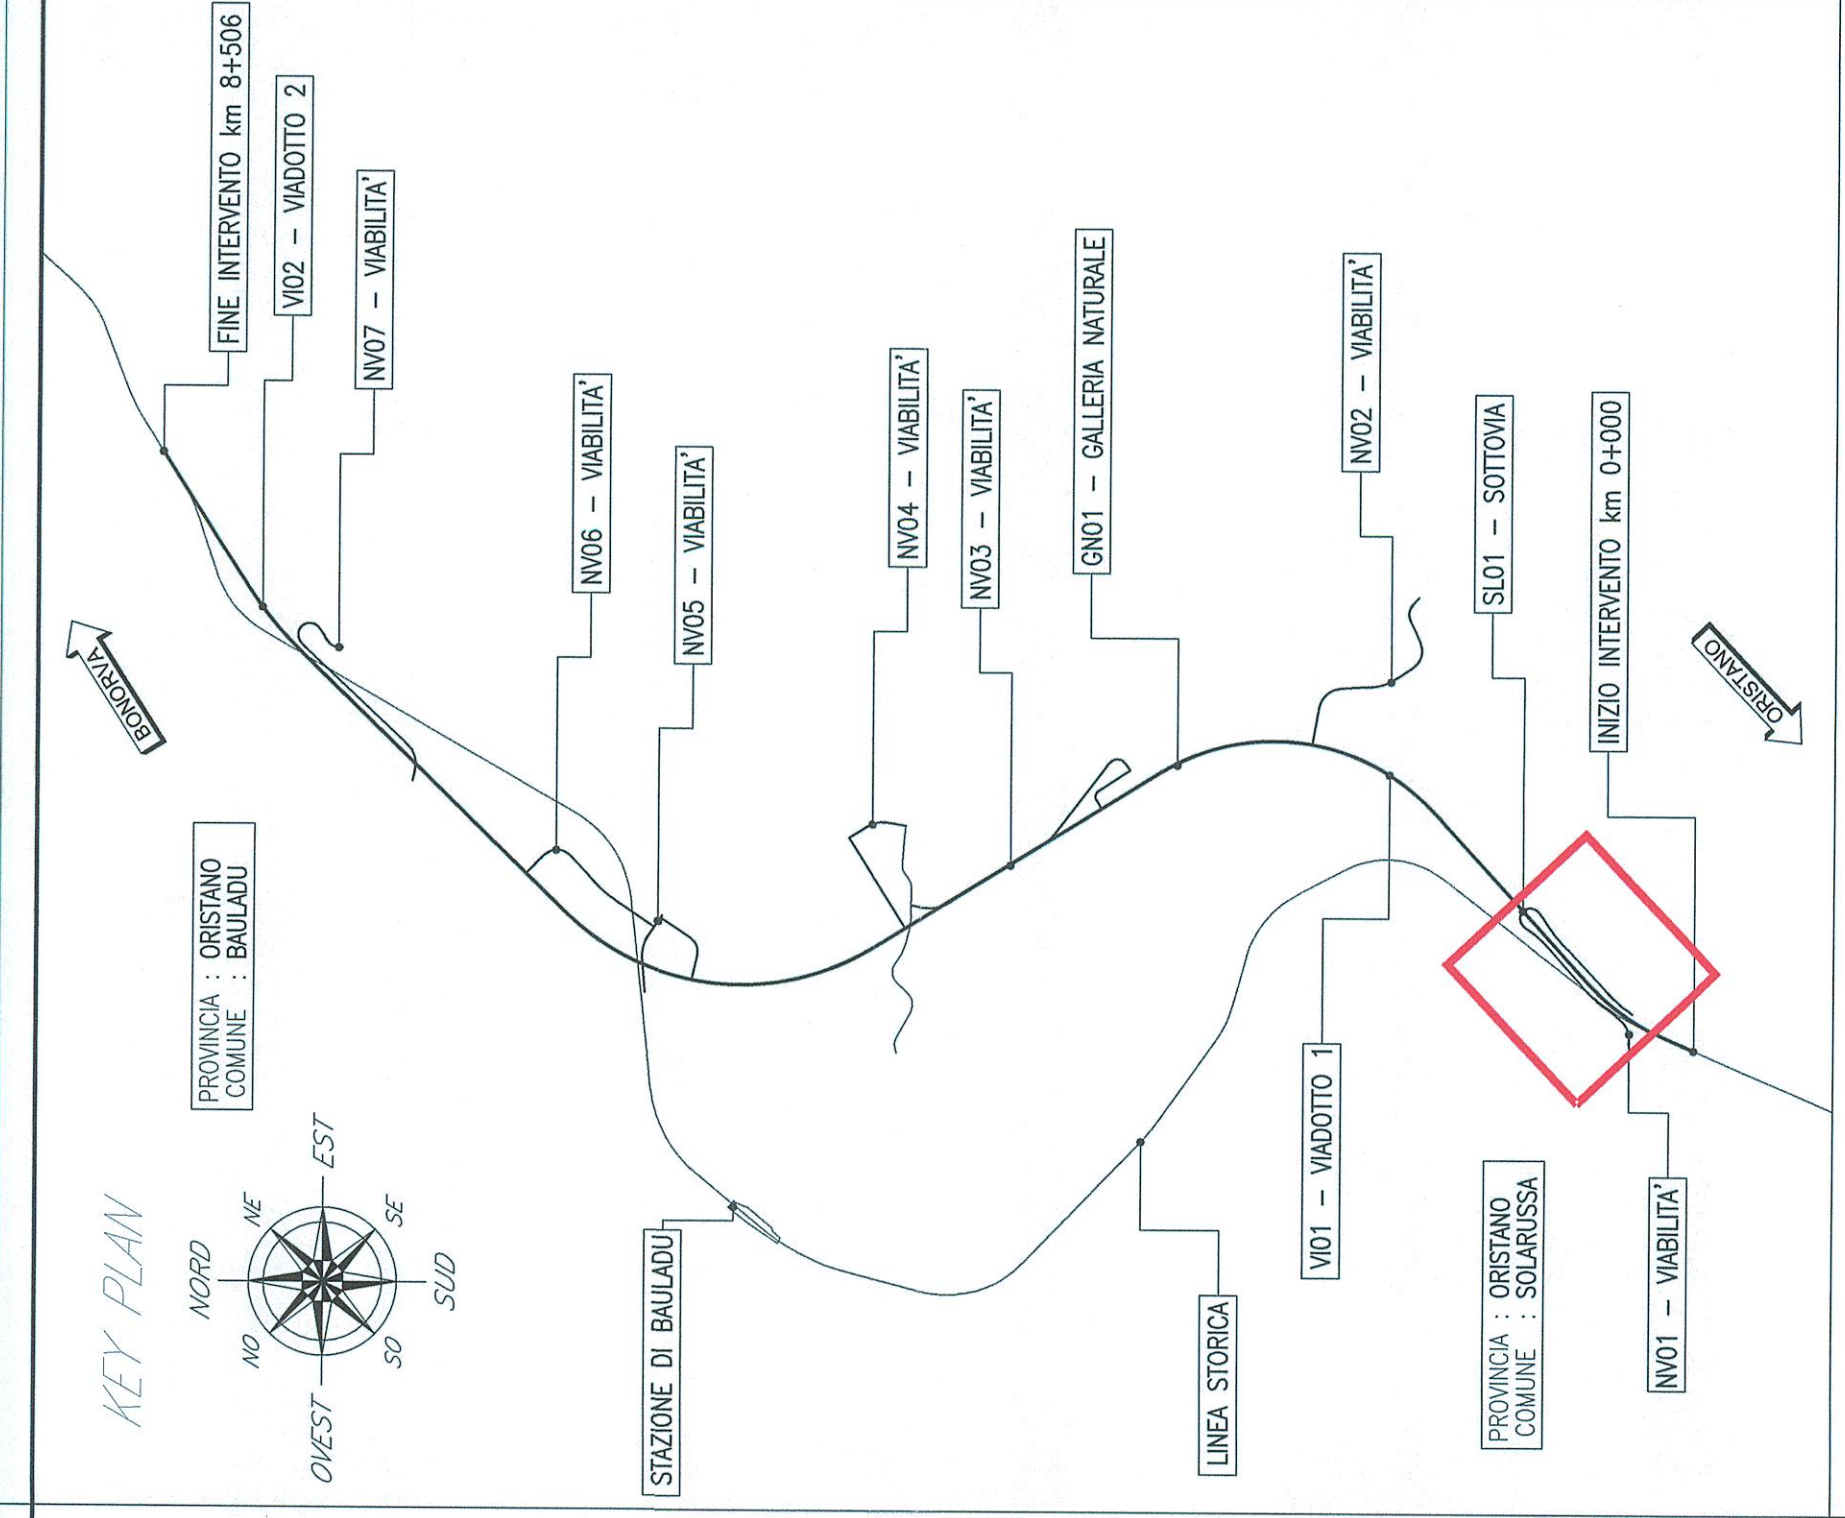 KEY PLAN
NORD
NE
EST
SE
SUD
SO
OVEST
NO
PROVINCIA : ORISTANO
COMUNE : BAULADU
BONORVA
FINE INTERVENTO km 8+506
VI02 – VIADOTTO 2
NV07 – VIABILITA'
NV06 – VIABILITA'
NV05 – VIABILITA'
NV04 – VIABILITA'
NV03 – VIABILITA'
GN01 – GALLERIA NATURALE
NV02 – VIABILITA'
SL01 – SOTTOVIA
INIZIO INTERVENTO km 0+000
ORISTANO
STAZIONE DI BAULADU
LINEA STORICA
VI01 – VIADOTTO 1
PROVINCIA : ORISTANO
COMUNE : SOLARUSSA
NV01 – VIABILITA'